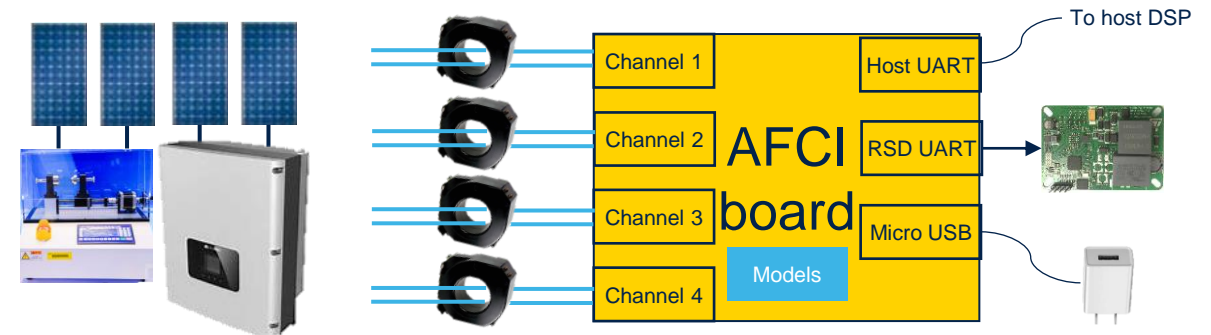 To host DSP
Channel 1
Host UART
Channel 2
AFCI
board
RSD UART
Channel 3
Micro USB
Models
Channel 4